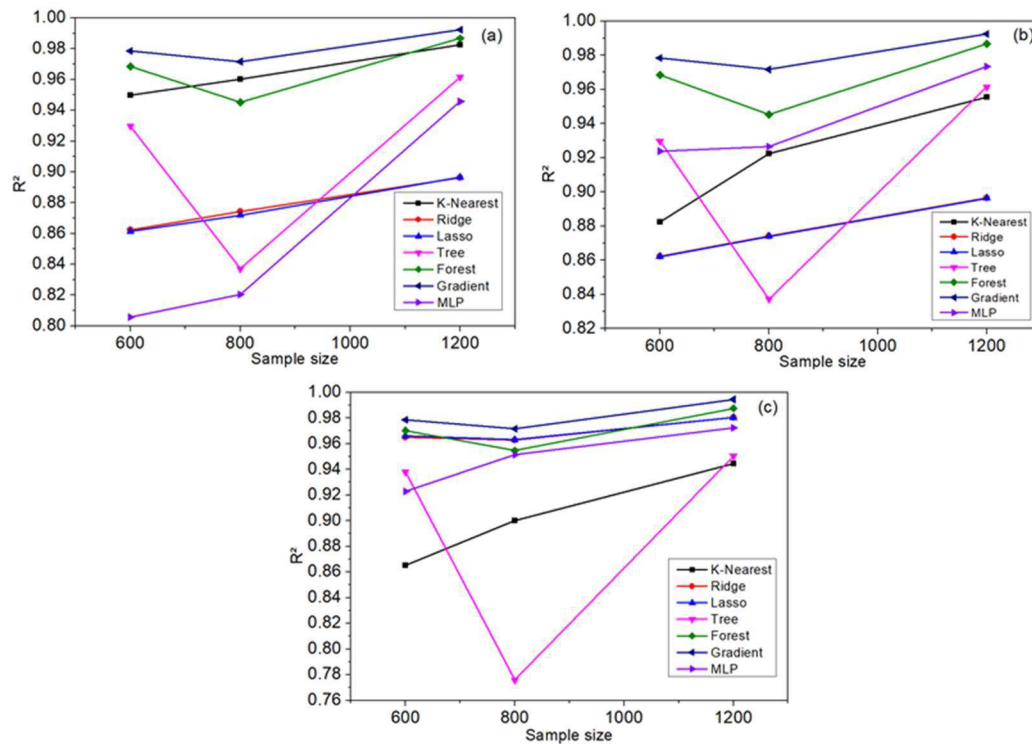 (a)
1.00
0.98
0.96
0.94
0.92
0.90
0.88
0.86
0.84
0.82
0.80
R²
600
800
1000
1200
Sample size
K-Nearest
Ridge
Lasso
Tree
Forest
Gradient
MLP
(b)
1.00
0.98
0.96
0.94
0.92
0.90
0.88
0.86
0.84
0.82
R²
600
800
1000
1200
Sample size
K-Nearest
Ridge
Lasso
Tree
Forest
Gradient
MLP
(c)
1.00
0.98
0.96
0.94
0.92
0.90
0.88
0.86
0.84
0.82
0.80
0.78
0.76
R²
600
800
1000
1200
Sample size
K-Nearest
Ridge
Lasso
Tree
Forest
Gradient
MLP